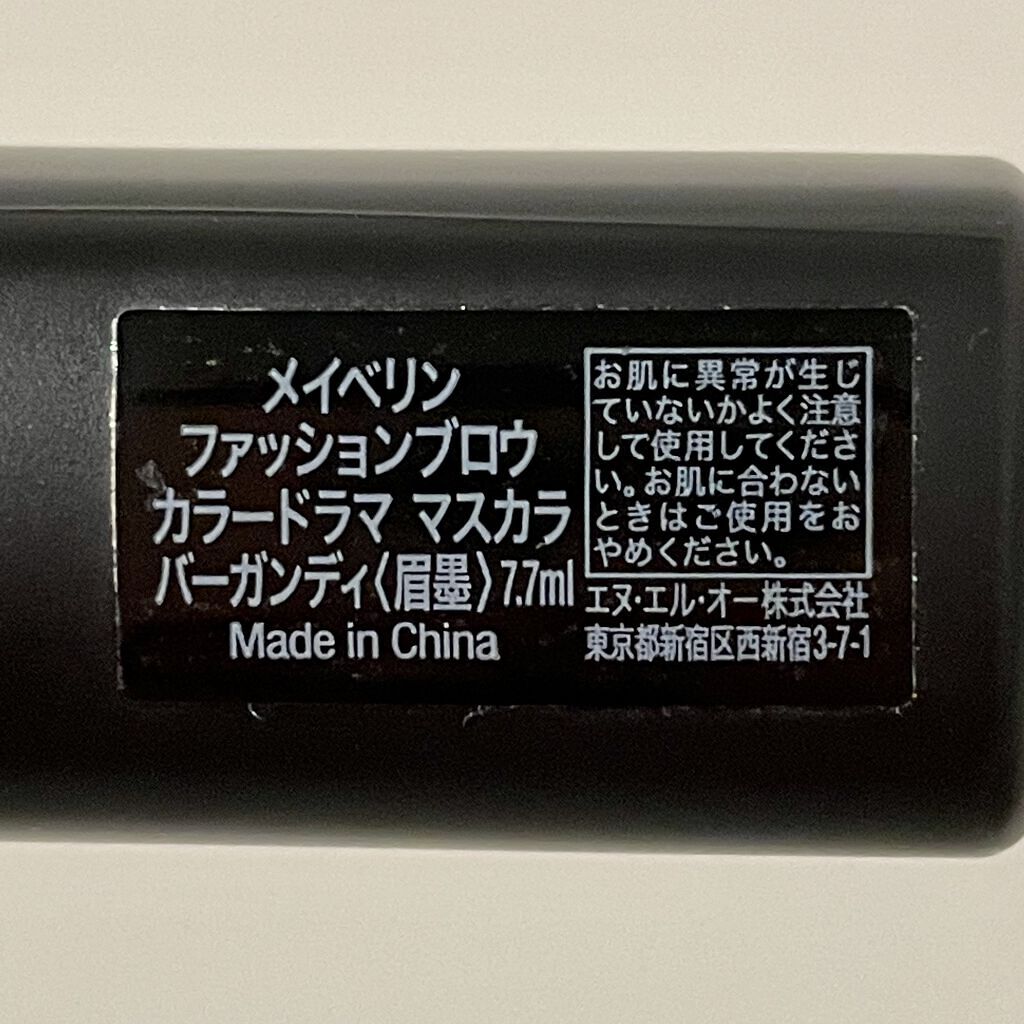 メイベリン
ファッションブロウ
カラードラマ マスカラ
バーガンディ〈眉墨〉7.7ml
Made in China
お肌に異常が生じ
ていないかよく注意
して使用してくださ
い。お肌に合わない
ときはご使用をお
やめください。
エヌ・エル・オー株式会社
東京都新宿区西新宿3-7-1